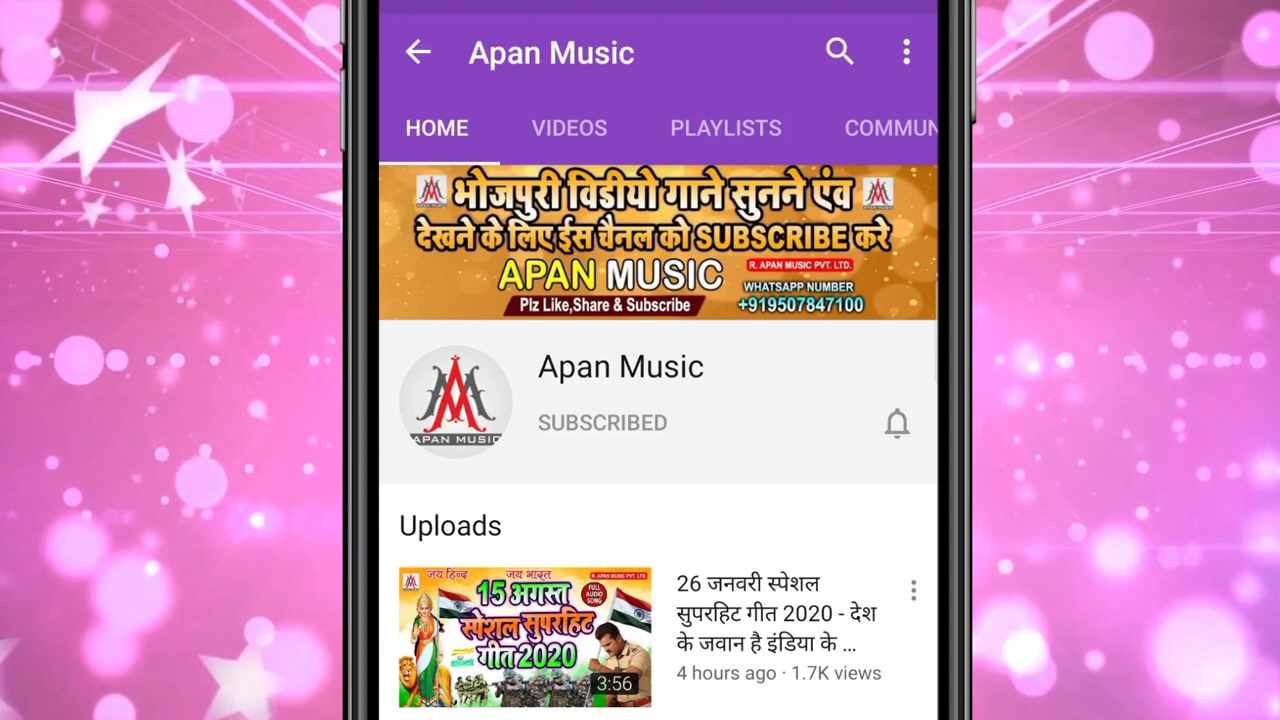 Apan Music
HOME VIDEOS PLAYLISTS COMMUN
भोजपुरी विडीयो गाने सुनने एंव
देखने के लिए ईस चैनल को SUBSCRIBE करे
APAN MUSIC
R. APAN MUSIC PVT. LTD.
WHATSAPP NUMBER
+919507847100
Plz Like,Share & Subscribe
Apan Music
SUBSCRIBED
APAN MUSIC
Uploads
जय हिन्द जय भारत
R. APAN MUSIC PVT. LTD
15 अगस्त
FULL
AUDIO
SONG
स्पेशल सुपरहिट
गीत 2020
3:56
26 जनवरी स्पेशल
सुपरहिट गीत 2020 - देश
के जवान है इंडिया के ...
4 hours ago · 1.7K views